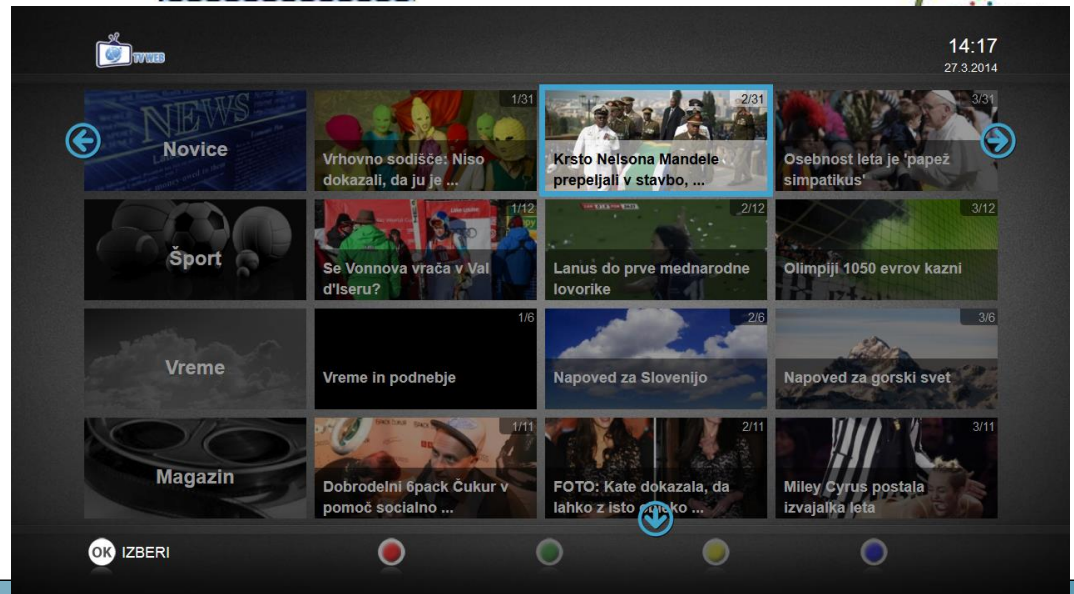 TV WEB
14:17
27.3.2014
NEWS
Novice
1/31
Vrhovno sodišče: Niso
dokazali, da ju je ...
2/31
Krsto Nelsona Mandele
prepeljali v stavbo, ...
3/31
Osebnost leta je 'papež
simpatikus'
Šport
1/12
Se Vonnova vrača v Val
d'Iseru?
2/12
Lanus do prve mednarodne
lovorike
3/12
Olimpiji 1050 evrov kazni
Vreme
1/6
Vreme in podnebje
2/6
Napoved za Slovenijo
3/6
Napoved za gorski svet
Magazin
1/11
Dobrodelni 6pack Čukur v
pomoč socialno ...
2/11
FOTO: Kate dokazala, da
lahko z isto ...
3/11
Miley Cyrus postala
izvajalka leta
OK IZBERI